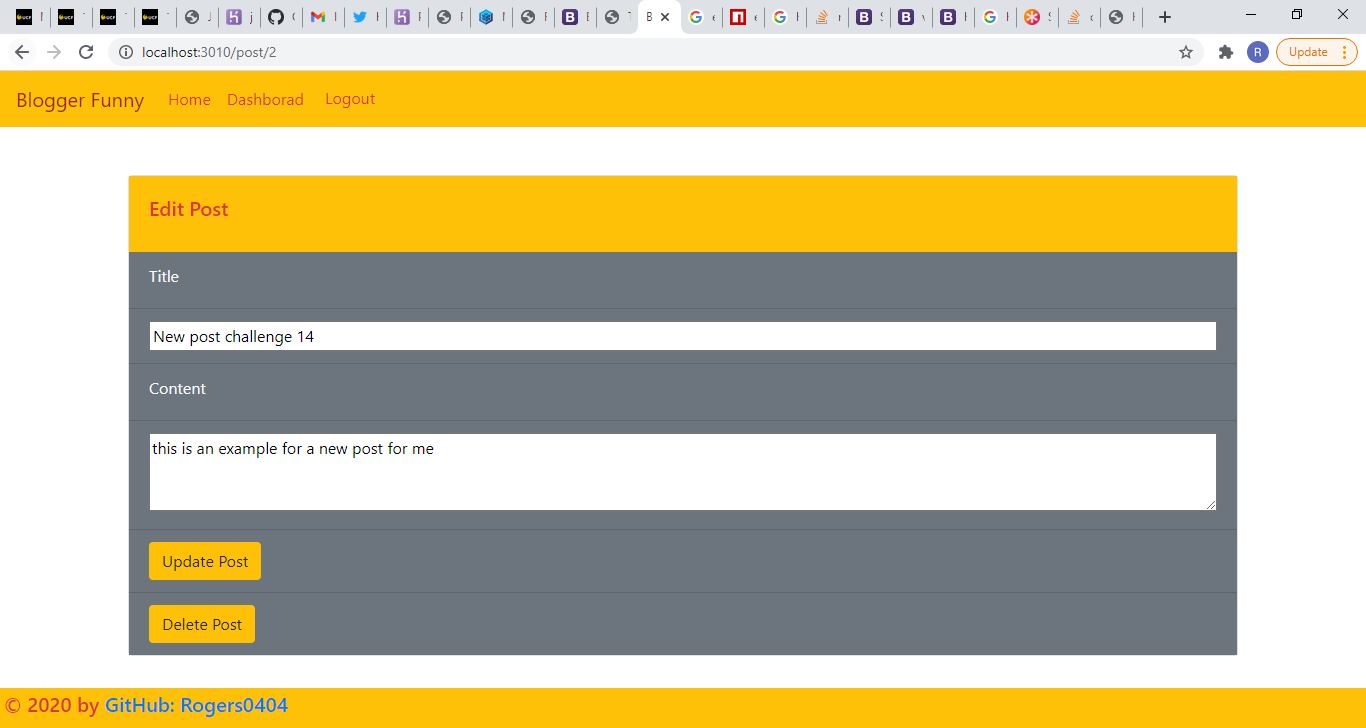 localhost:3010/post/2
R
Update
Blogger Funny Home Dashborad Logout
Edit Post
Title
New post challenge 14
Content
this is an example for a new post for me
Update Post
Delete Post
© 2020 by GitHub: Rogers0404